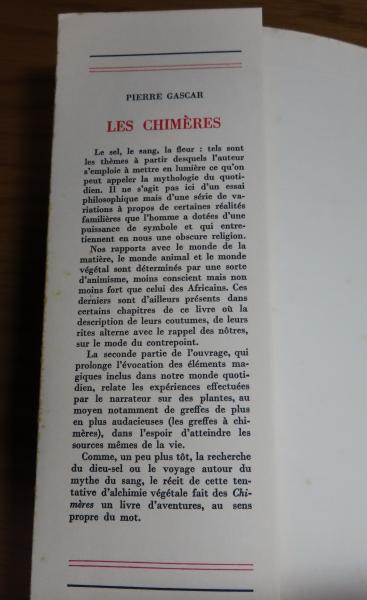 PIERRE GASCAR
LES CHIMÈRES
Le sel, le sang, la fleur : tels sont
les thèmes à partir desquels l'auteur
s'emploie à mettre en lumière ce qu'on
peut appeler la mythologie du quoti-
dien. Il ne s'agit pas ici d'un essai
philosophique mais d'une série de va-
riations à propos de certaines réalités
familières que l'homme a dotées d'une
puissance de symbole et qui entre-
tiennent en nous une obscure religion.
Nos rapports avec le monde de la
matière, le monde animal et le monde
végétal sont déterminés par une sorte
d'animisme, moins conscient mais non
moins fort que celui des Africains. Ces
derniers sont d'ailleurs présents dans
certains chapitres de ce livre où la
description de leurs coutumes, de leurs
rites alterne avec le rappel des nôtres,
sur le mode du contrepoint.
La seconde partie de l'ouvrage, qui
prolonge l'évocation des éléments ma-
giques inclus dans notre monde quoti-
dien, relate les expériences effectuées
par le narrateur sur des plantes, au
moyen notamment de greffes de plus
en plus audacieuses (les greffes à chi-
mères), dans l'espoir d'atteindre les
sources mêmes de la vie.
Comme, un peu plus tôt, la recherche
du dieu-sel ou le voyage autour du
mythe du sang, le récit de cette ten-
tative d'alchimie végétale fait des Chi-
mères un livre d'aventures, au sens
propre du mot.